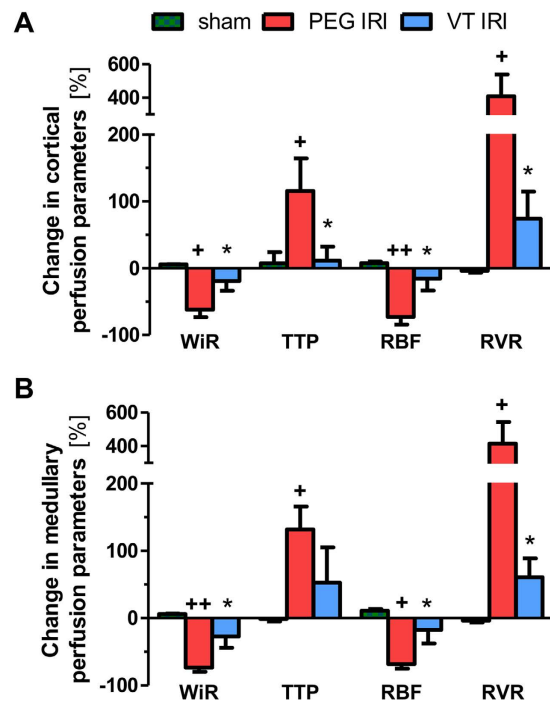 A
sham PEG IRI VT IRI
Change in cortical
perfusion parameters [%]
600
400
200
100
0
-100
+ * + * ++ * + *
WiR TTP RBF RVR
B
Change in medullary
perfusion parameters [%]
600
400
200
100
0
-100
++ * + + * + *
WiR TTP RBF RVR